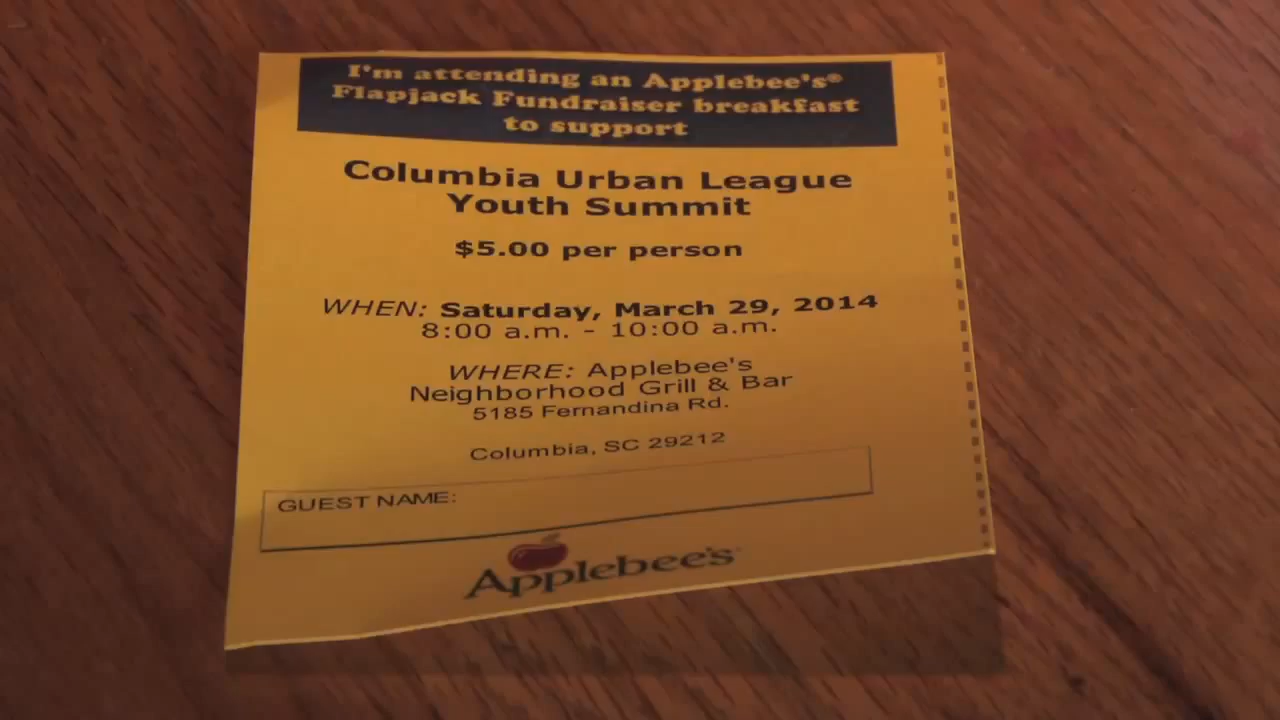 I'm attending an Applebee's®
Flapjack Fundraiser breakfast
to support
Columbia Urban League
Youth Summit
$5.00 per person
WHEN: Saturday, March 29, 2014
8:00 a.m. - 10:00 a.m.
WHERE: Applebee's
Neighborhood Grill & Bar
5185 Fernandina Rd.
Columbia, SC 29212
GUEST NAME:
Applebee's